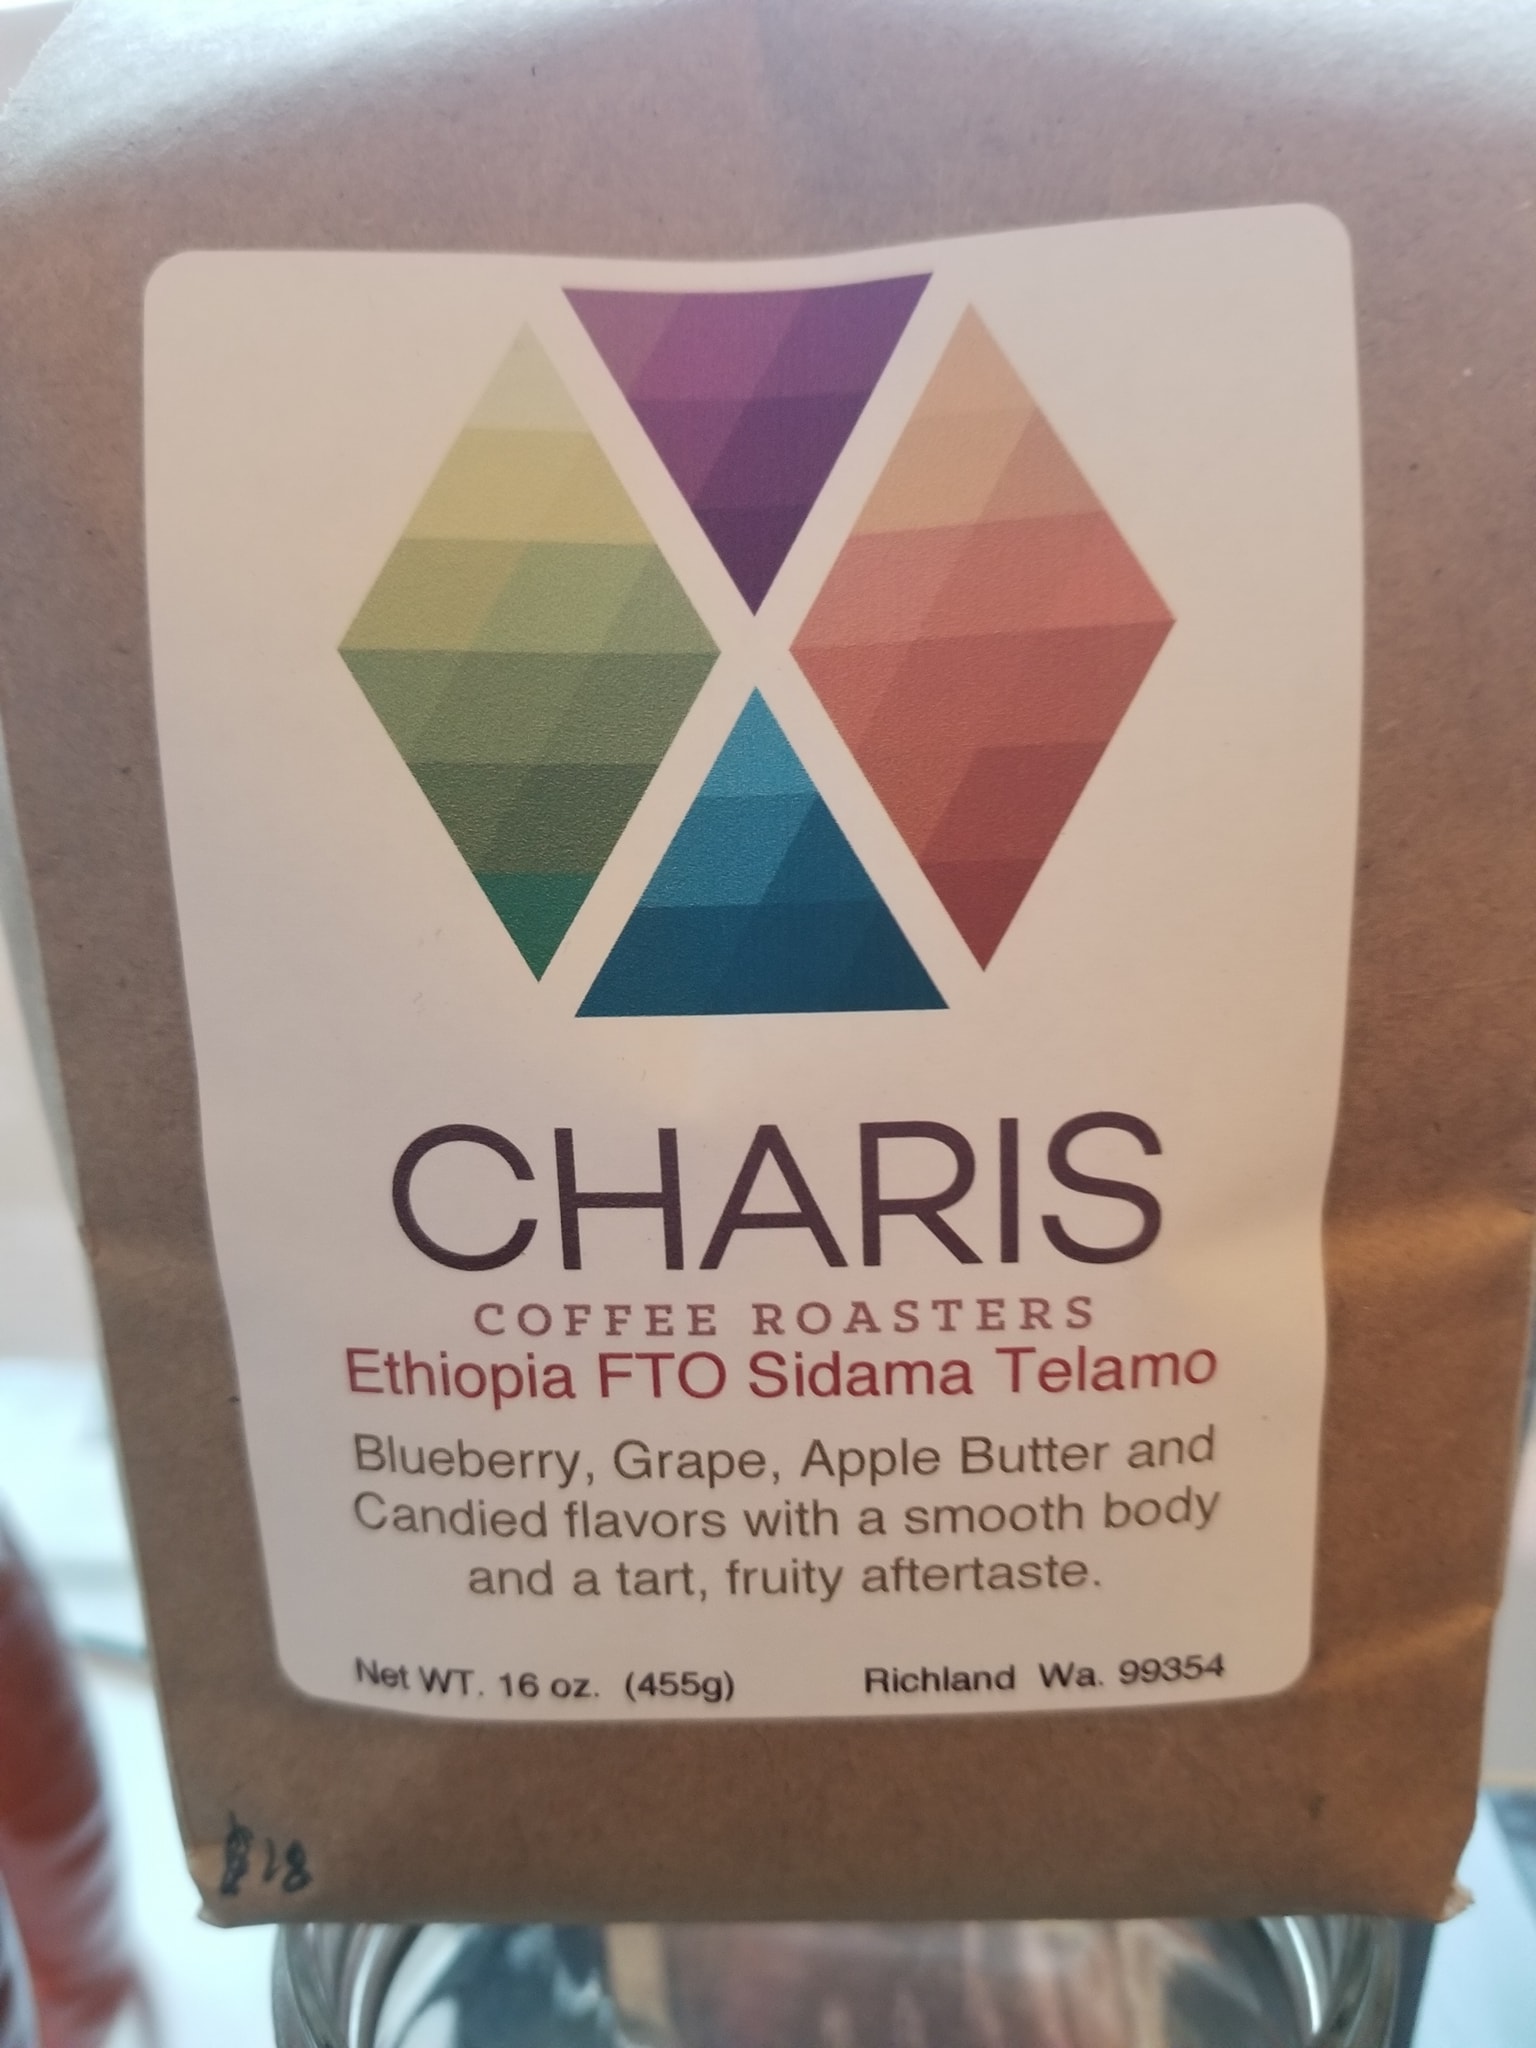 CHARIS
COFFEE ROASTERS
Ethiopia FTO Sidama Telamo
Blueberry, Grape, Apple Butter and
Candied flavors with a smooth body
and a tart, fruity aftertaste.
Net WT. 16 oz. (455g) Richland Wa. 99354
$18